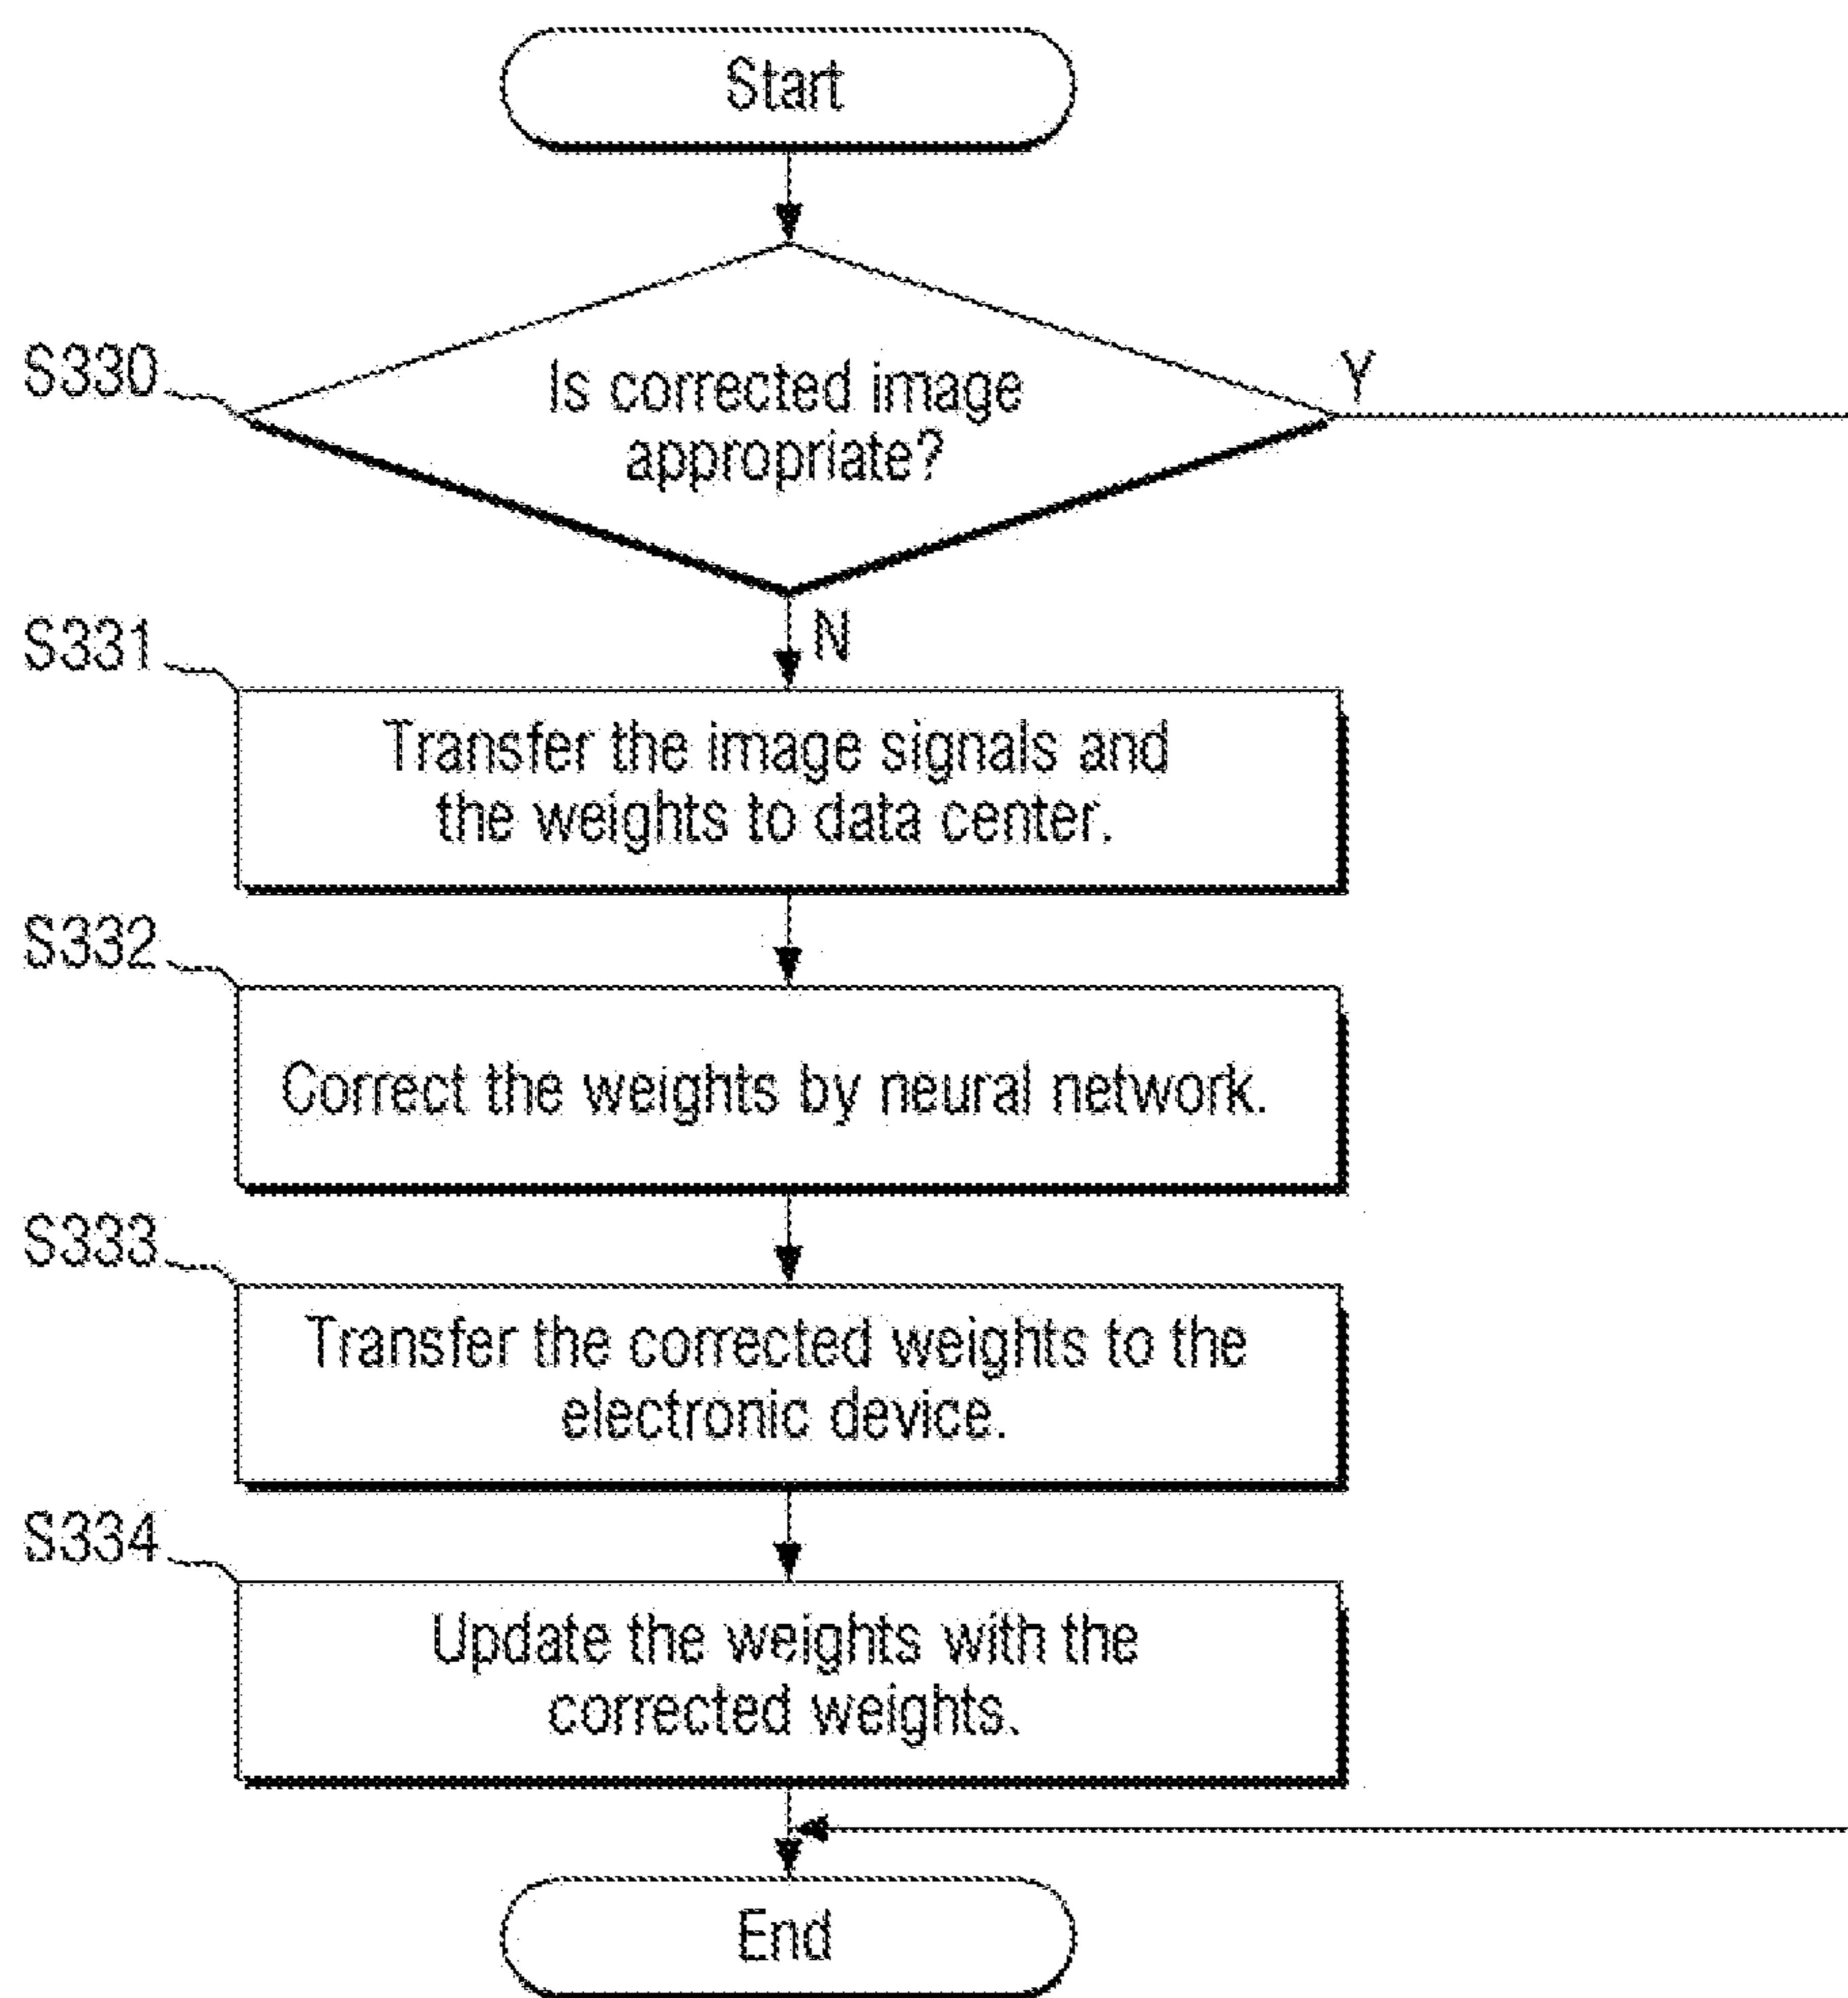 Start
S330
Is corrected image
appropriate?
Y
N
S331
Transfer the image signals and
the weights to data center.
S332
Correct the weights by neural network.
S333
Transfer the corrected weights to the
electronic device.
S334
Update the weights with the
corrected weights.
End